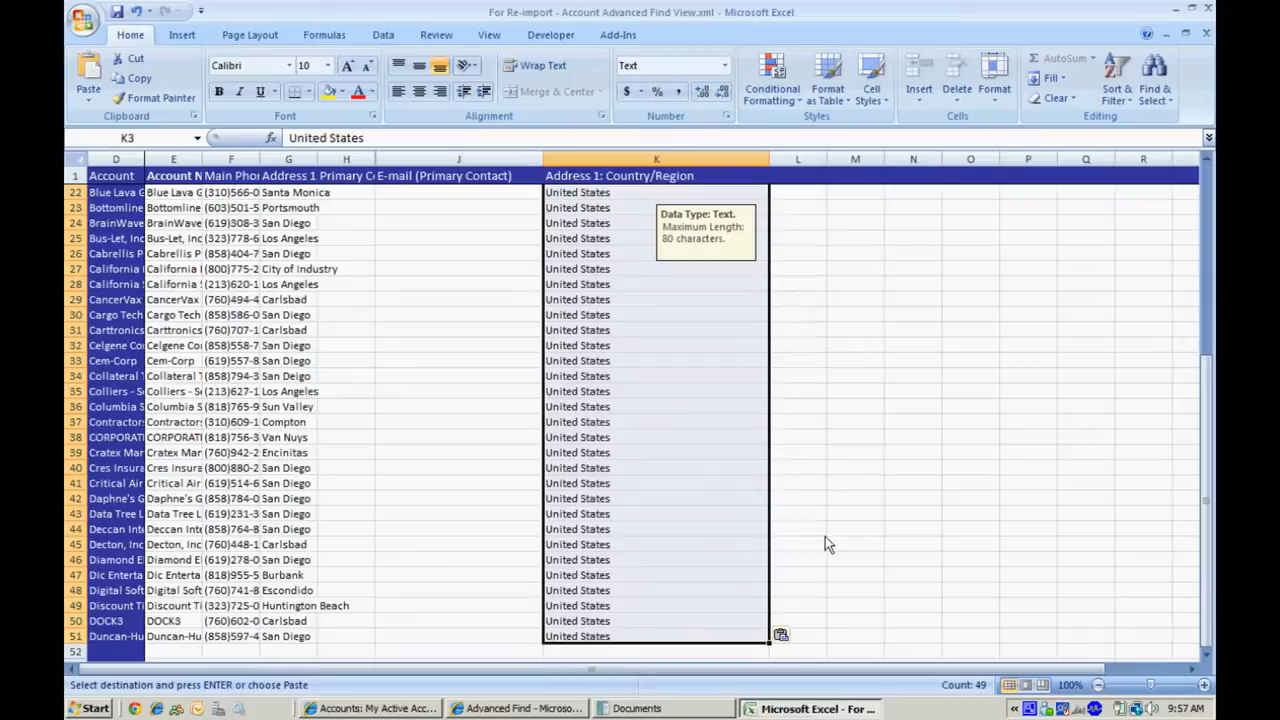 For Re-import - Account Advanced Find View.xml - Microsoft Excel
Home Insert Page Layout Formulas Data Review View Developer Add-Ins
Paste Cut Copy Format Painter Clipboard
Calibri 10 A A B I U A Font
Wrap Text Merge & Center Alignment
Text $ % , .0 .00 Number
Conditional Formatting Format as Table Cell Styles Styles
Insert Delete Format Cells
Σ AutoSum Fill Clear Sort & Filter Find & Select Editing
K3 fx United States
D E F G H J K L M N O P Q R
1 Account Account N Main Phon Address 1 Primary Co E-mail (Primary Contact) Address 1: Country/Region
22 Blue Lava G Blue Lava G (310)566-0 Santa Monica United States
23 Bottomline Bottomline (603)501-5 Portsmouth United States
24 BrainWave BrainWave (323)308-3 San Diego United States
25 Bus-Let, Inc Bus-Let, Inc (323)778-6 Los Angeles United States
26 Cabrellis P Cabrellis P (858)404-7 San Diego United States
27 California I California I (800)775-2 City of Industry United States
28 California S California S (213)620-1 Los Angeles United States
29 CancerVax CancerVax (760)494-4 Carlsbad United States
30 Cargo Tech Cargo Tech (858)586-0 San Diego United States
31 Carttronics Carttronics (760)707-1 Carlsbad United States
32 Celgene Co Celgene Co (858)558-7 San Diego United States
33 Cem-Corp Cem-Corp (619)557-8 San Diego United States
34 Collateral T Collateral T (858)794-3 San Deigo United States
35 Colliers - S Colliers - S (213)627-1 Los Angeles United States
36 Columbia S Columbia S (818)765-9 Sun Valley United States
37 Contractors Contractors (310)609-1 Compton United States
38 CORPORATI CORPORATI (818)756-3 Van Nuys United States
39 Cratex Mar Cratex Mar (760)942-2 Encinitas United States
40 Cres Insura Cres Insura (800)880-2 San Diego United States
41 Critical Air Critical Air (619)514-6 San Diego United States
42 Daphne's G Daphne's G (858)784-0 San Diego United States
43 Data Tree L Data Tree L (619)231-3 San Diego United States
44 Deccan Inte Deccan Inte (858)764-8 San Diego United States
45 Decton, Inc Decton, Inc (760)448-1 Carlsbad United States
46 Diamond E Diamond E (619)278-0 San Diego United States
47 Dic Enterta Dic Enterta (818)955-5 Burbank United States
48 Digital Soft Digital Soft (760)741-8 Escondido United States
49 Discount Ti Discount Ti (323)725-0 Huntington Beach United States
50 DOCK3 DOCK3 (760)602-0 Carlsbad United States
51 Duncan-Hu Duncan-Hu (858)597-4 San Diego United States
52
Data Type: Text.
Maximum Length:
80 characters.
Select destination and press ENTER or choose Paste Count: 49 100%
Start Accounts: My Active Acc... Advanced Find - Microso... Documents Microsoft Excel - For ... 9:57 AM